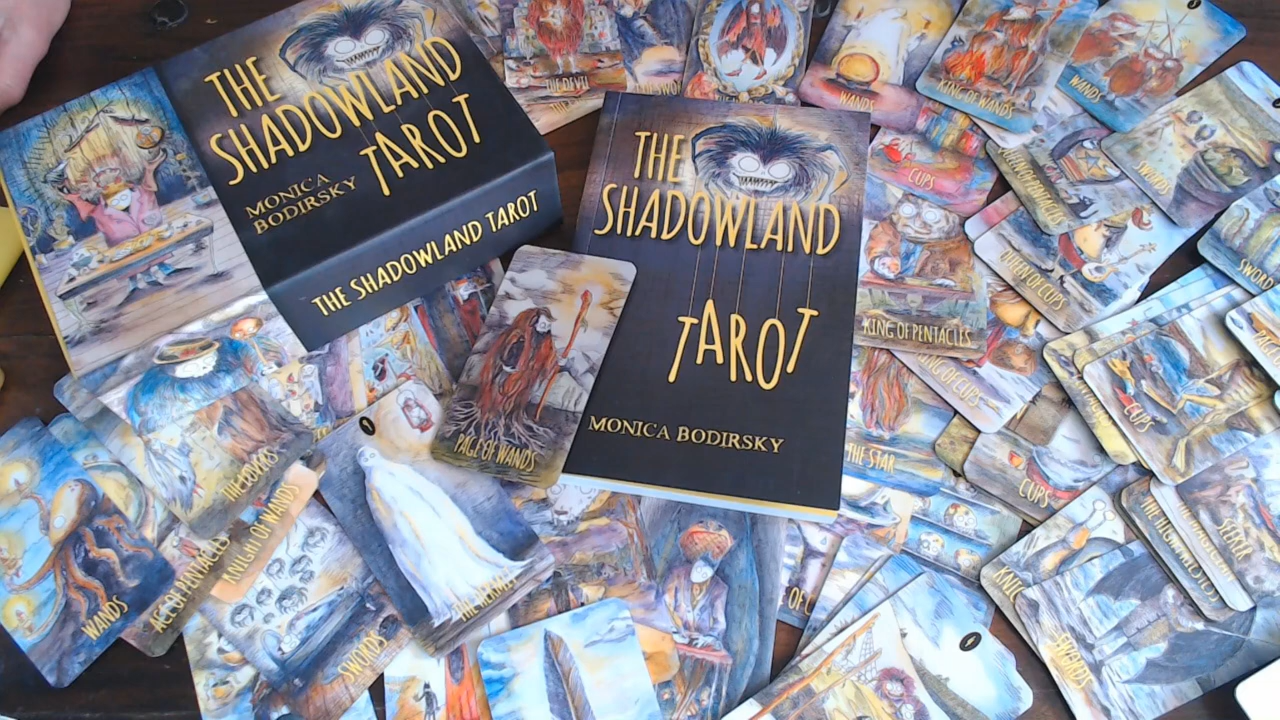 THE
SHADOWLAND
TAROT
MONICA
BODIRSKY
THE SHADOWLAND TAROT
THE
SHADOWLAND
TAROT
MONICA BODIRSKY
THE DEVIL
WANDS
KING OF WANDS
WANDS
CUPS
SWORDS
QUEEN OF CUPS
SWORDS
KING OF PENTACLES
KING OF CUPS
CUPS
THE STAR
CUPS
PAGE OF WANDS
THE LOVERS
KNIGHT OF WANDS
ACE OF PENTACLES
WANDS
SWORDS
THE HERMIT
SWORDS